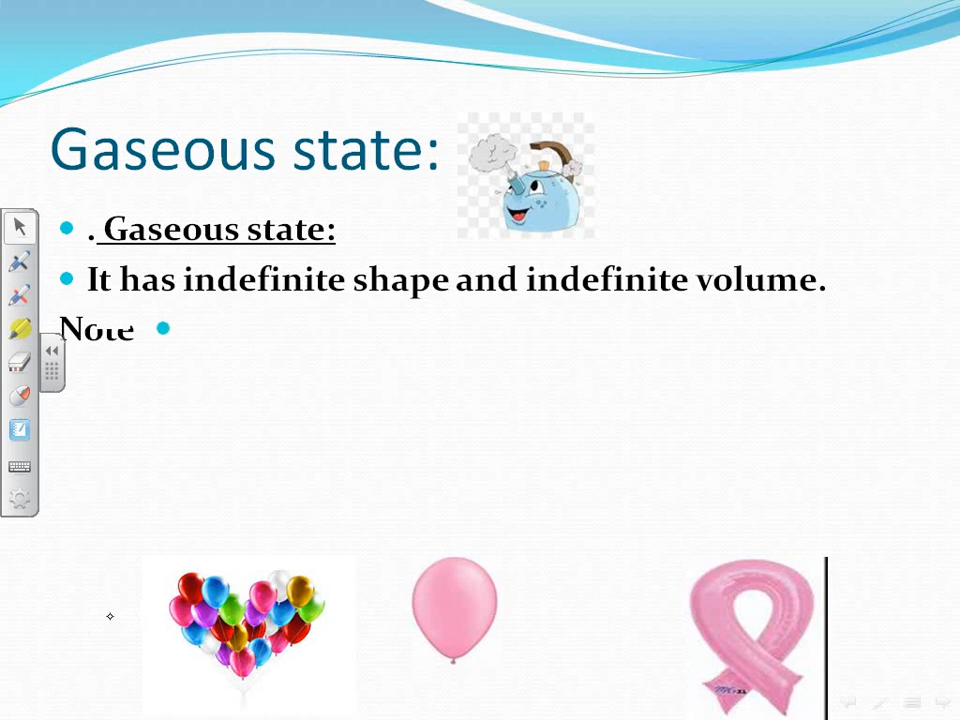 Gaseous state:
. Gaseous state:
It has indefinite shape and indefinite volume.
Note